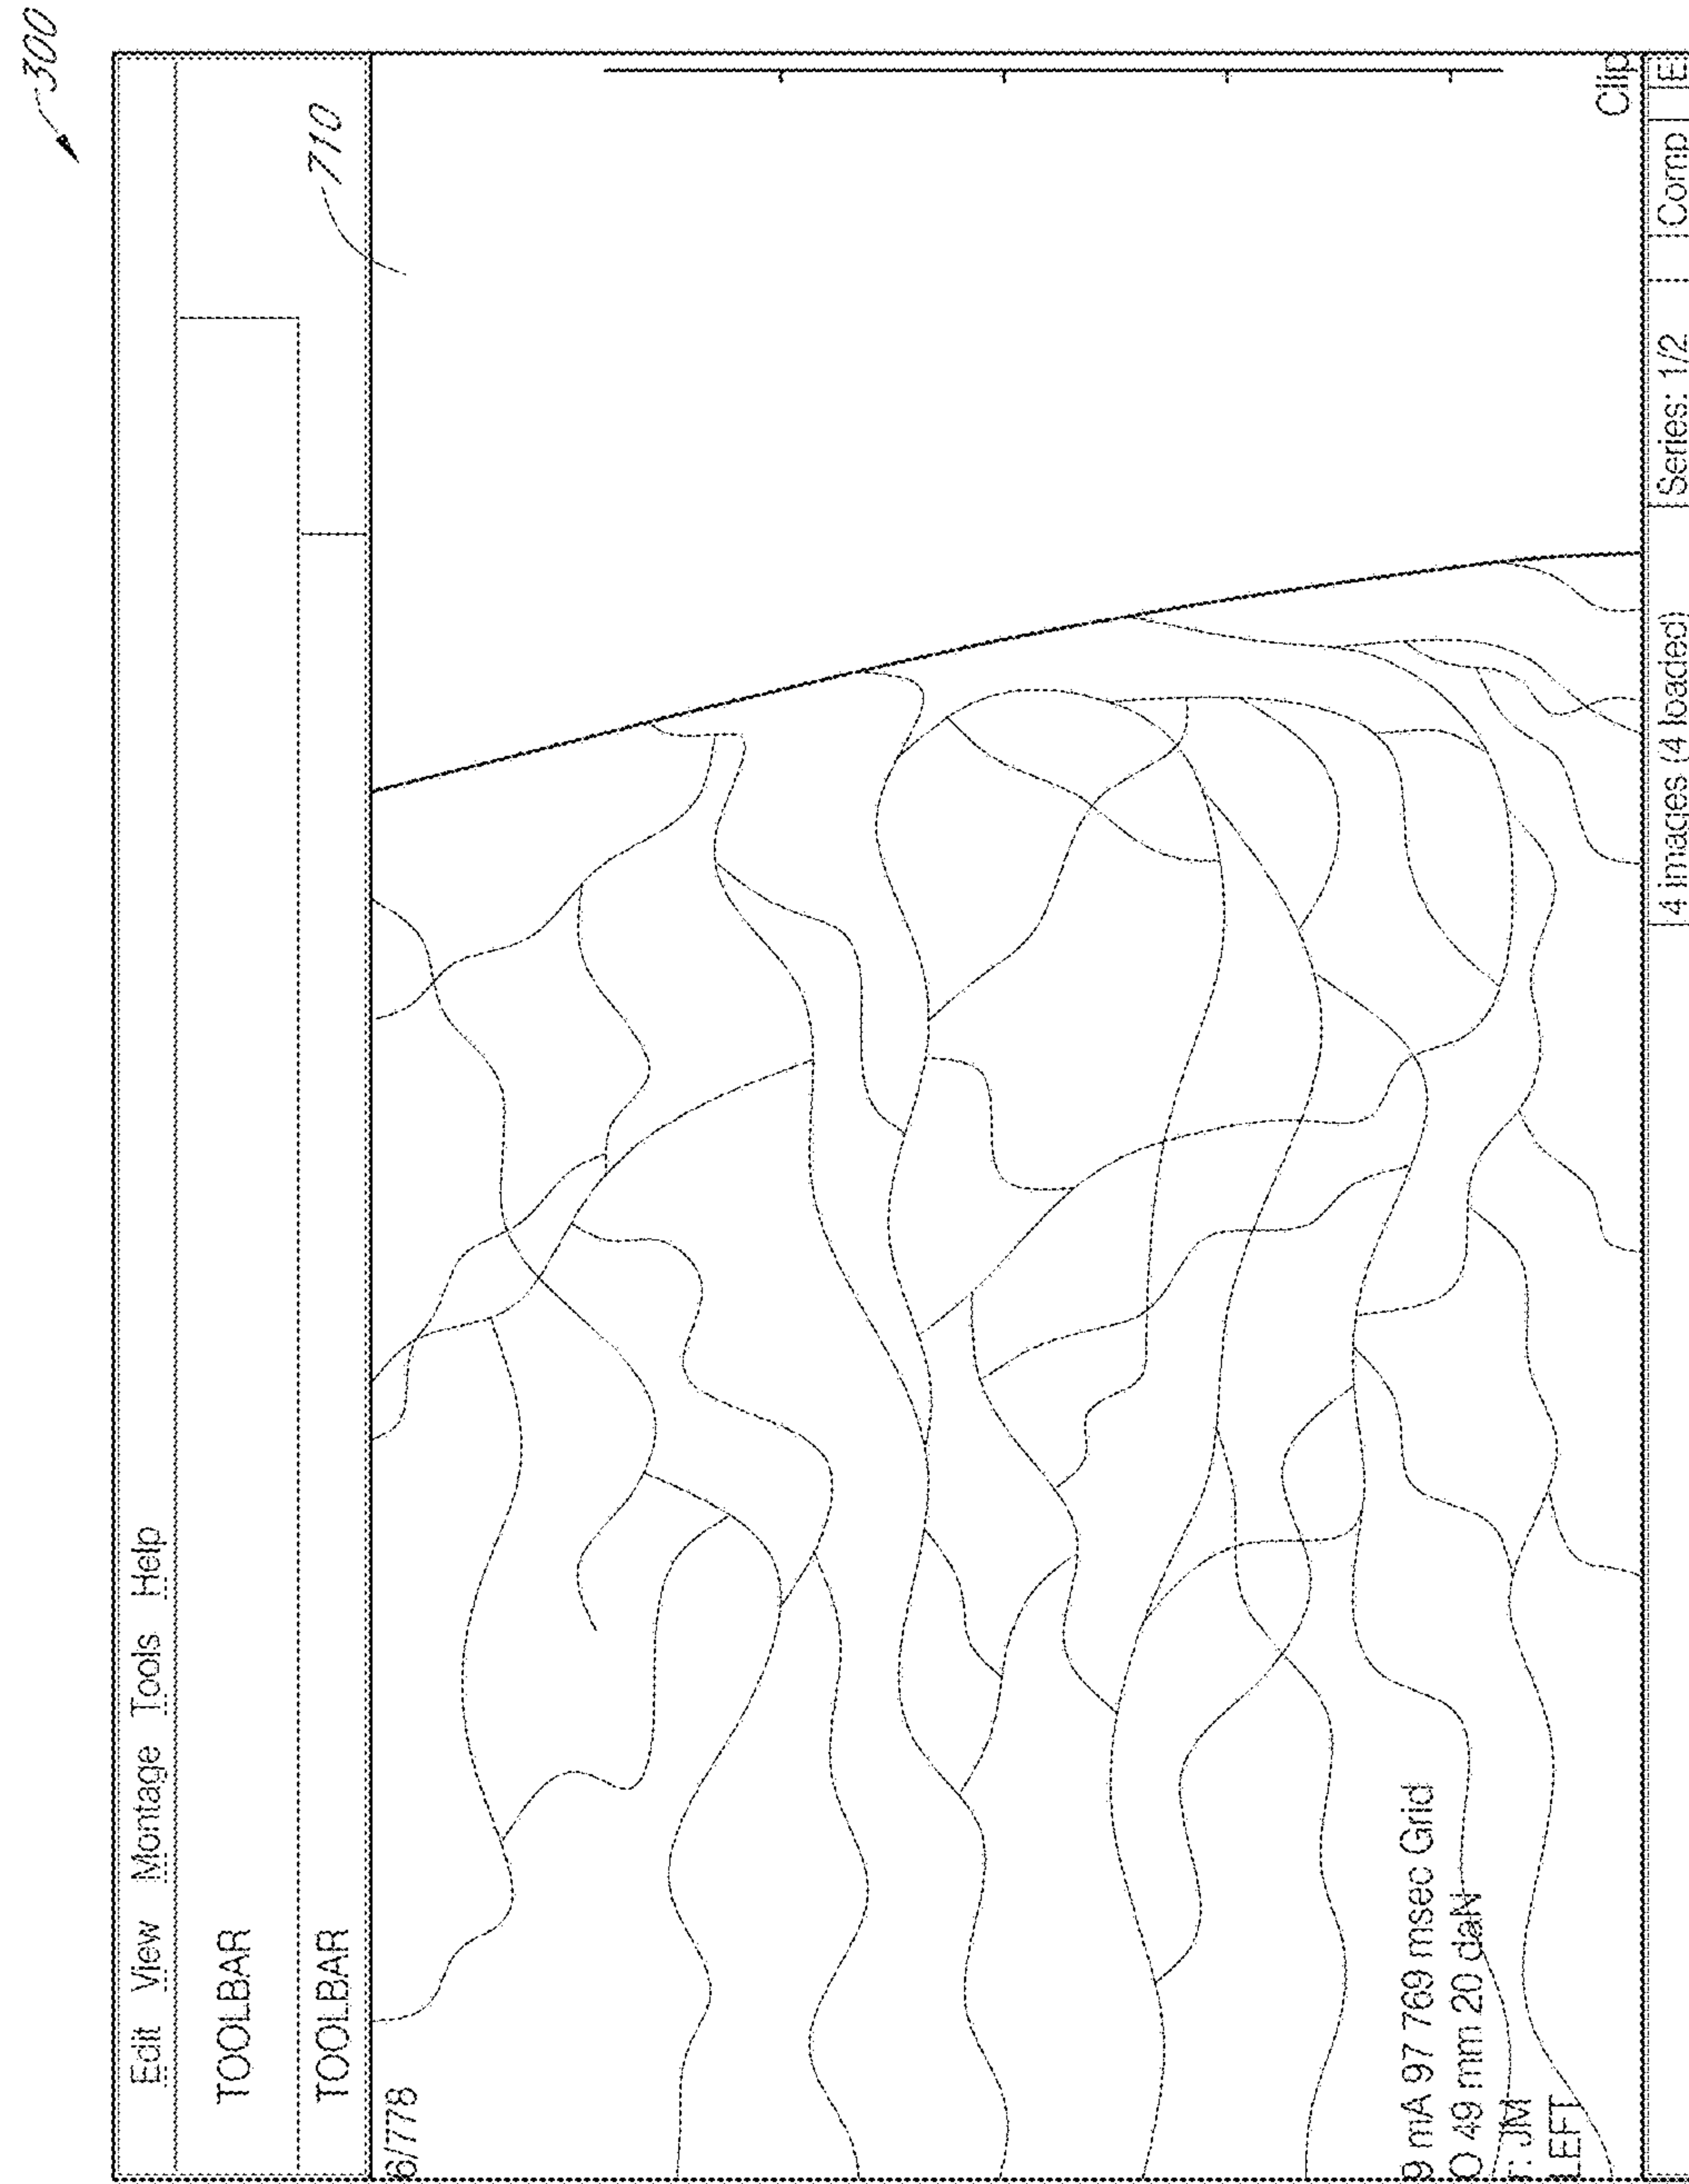 300
Edit View Montage Tools Help
TOOLBAR
TOOLBAR
710
6/778
9 mA 97 769 msec Grid
O 49 mm 20 daN
T: JM
LEFT
Clip
4 images (4 loaded) Series: 1/2 Comp E